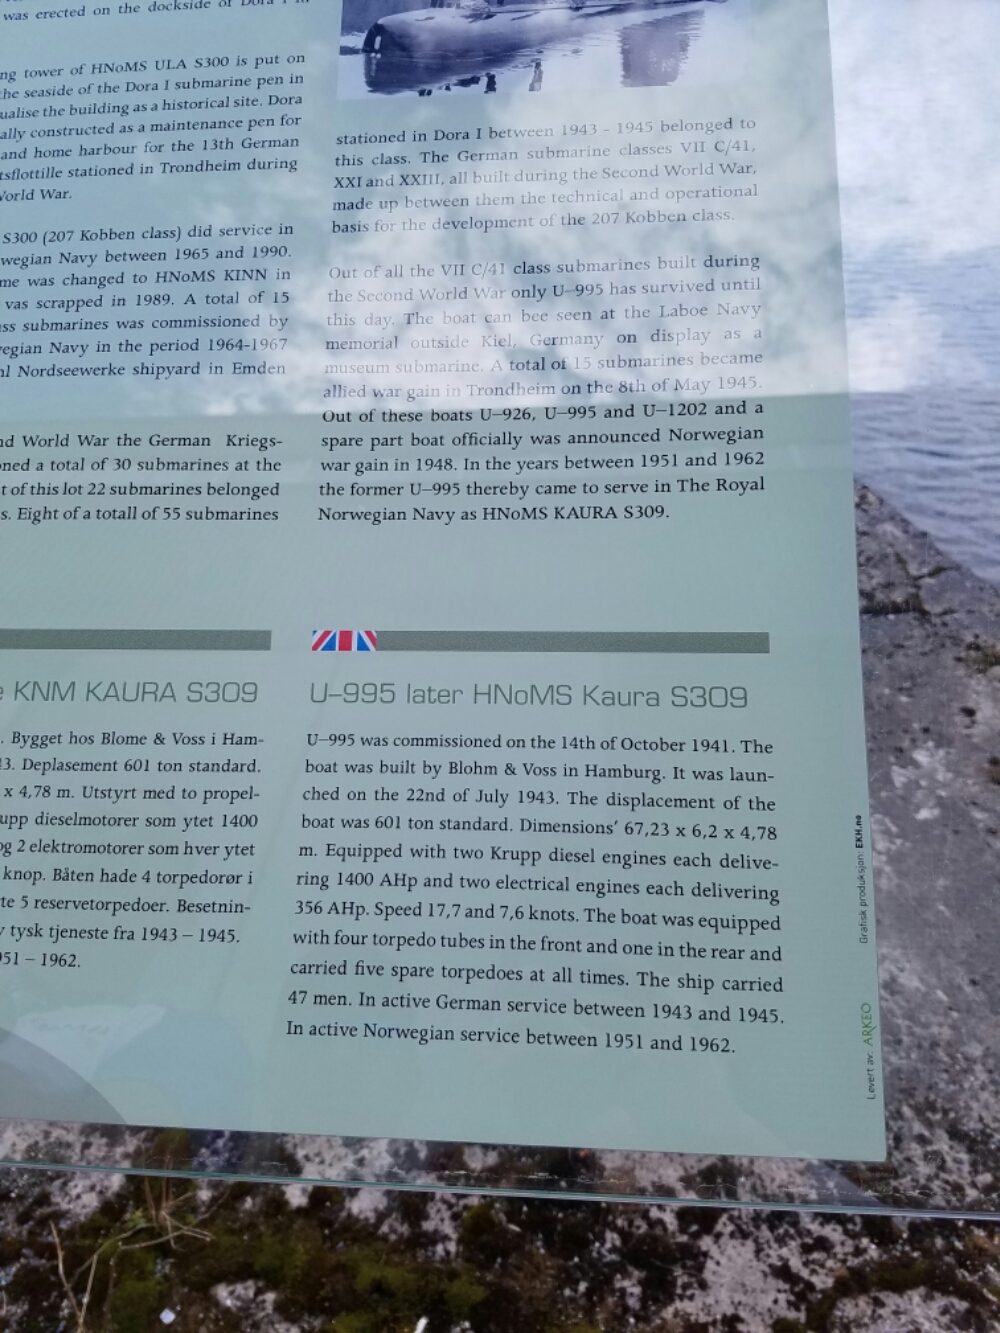 was erected on the dockside of Dora I in
ng tower of HNoMS ULA S300 is put on
he seaside of the Dora I submarine pen in
ualise the building as a historical site. Dora
ally constructed as a maintenance pen for
and home harbour for the 13th German
tsflottille stationed in Trondheim during
World War.
S300 (207 Kobben class) did service in
wegian Navy between 1965 and 1990.
me was changed to HNoMS KINN in
vas scrapped in 1989. A total of 15
ss submarines was commissioned by
vegian Navy in the period 1964-1967
al Nordseewerke shipyard in Emden
nd World War the German Kriegs-
oned a total of 30 submarines at the
t of this lot 22 submarines belonged
s. Eight of a totall of 55 submarines
stationed in Dora I between 1943 - 1945 belonged to
this class. The German submarine classes VII C/41,
XXI and XXIII, all built during the Second World War,
made up between them the technical and operational
basis for the development of the 207 Kobben class.
Out of all the VII C/41 class submarines built during
the Second World War only U–995 has survived until
this day. The boat can bee seen at the Laboe Navy
memorial outside Kiel, Germany on display as a
museum submarine. A total of 15 submarines became
allied war gain in Trondheim on the 8th of May 1945.
Out of these boats U–926, U–995 and U–1202 and a
spare part boat officially was announced Norwegian
war gain in 1948. In the years between 1951 and 1962
the former U–995 thereby came to serve in The Royal
Norwegian Navy as HNoMS KAURA S309.
e KNM KAURA S309
. Bygget hos Blome & Voss i Ham-
43. Deplasement 601 ton standard.
x 4,78 m. Utstyrt med to propel-
upp dieselmotorer som ytet 1400
og 2 elektromotorer som hver ytet
knop. Båten hade 4 torpedorør i
te 5 reservetorpedoer. Besetnin-
v tysk tjeneste fra 1943 – 1945.
951 – 1962.
U–995 later HNoMS Kaura S309
U–995 was commissioned on the 14th of October 1941. The
boat was built by Blohm & Voss in Hamburg. It was laun-
ched on the 22nd of July 1943. The displacement of the
boat was 601 ton standard. Dimensions' 67,23 x 6,2 x 4,78
m. Equipped with two Krupp diesel engines each delive-
ring 1400 AHp and two electrical engines each delivering
356 AHp. Speed 17,7 and 7,6 knots. The boat was equipped
with four torpedo tubes in the front and one in the rear and
carried five spare torpedoes at all times. The ship carried
47 men. In active German service between 1943 and 1945.
In active Norwegian service between 1951 and 1962.
Levert av: ARKEO
Grafisk produksjon: EKH.no